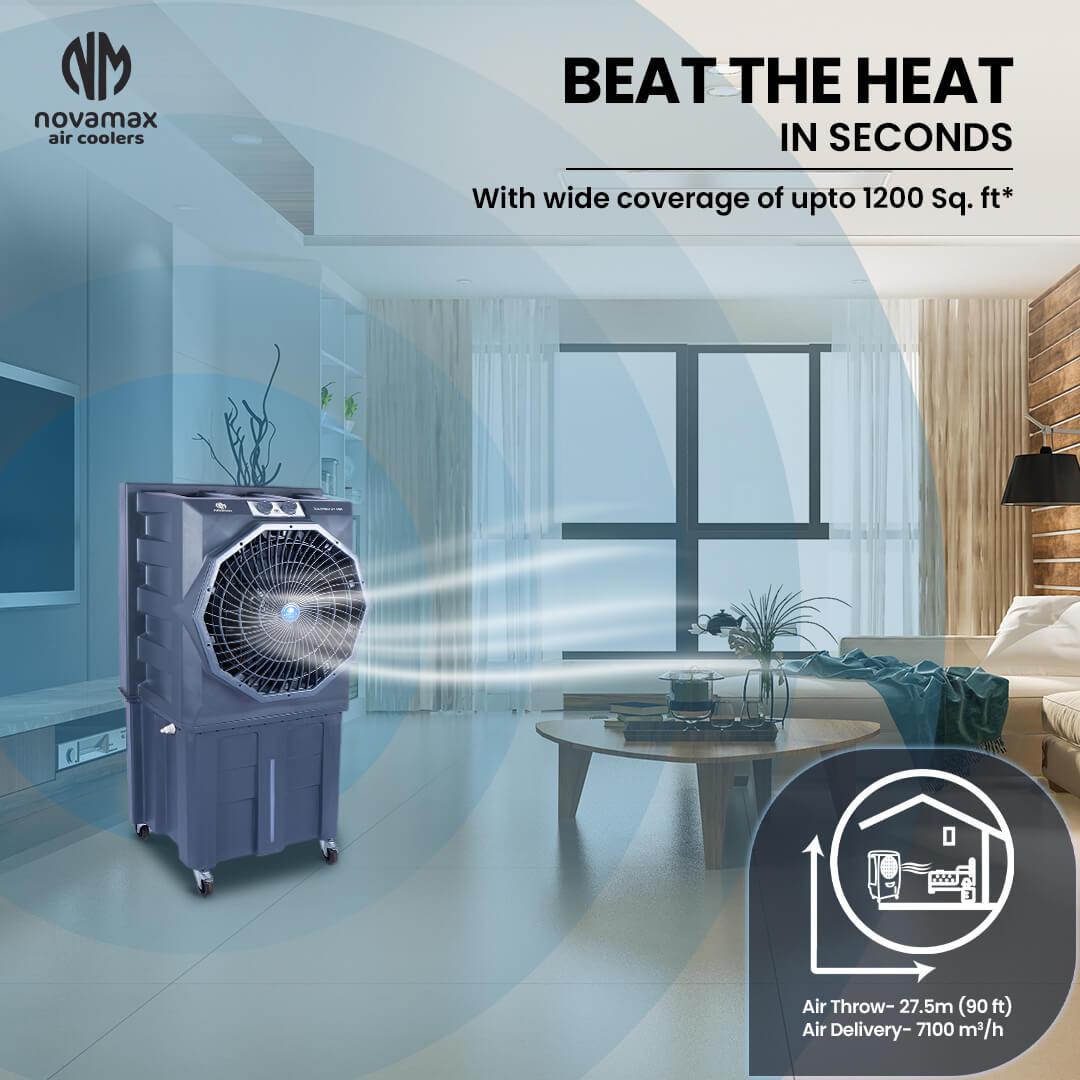 NM
novamax
air coolers
BEAT THE HEAT
IN SECONDS
With wide coverage of upto 1200 Sq. ft*
Air Throw- 27.5m (90 ft)
Air Delivery- 7100 m³/h